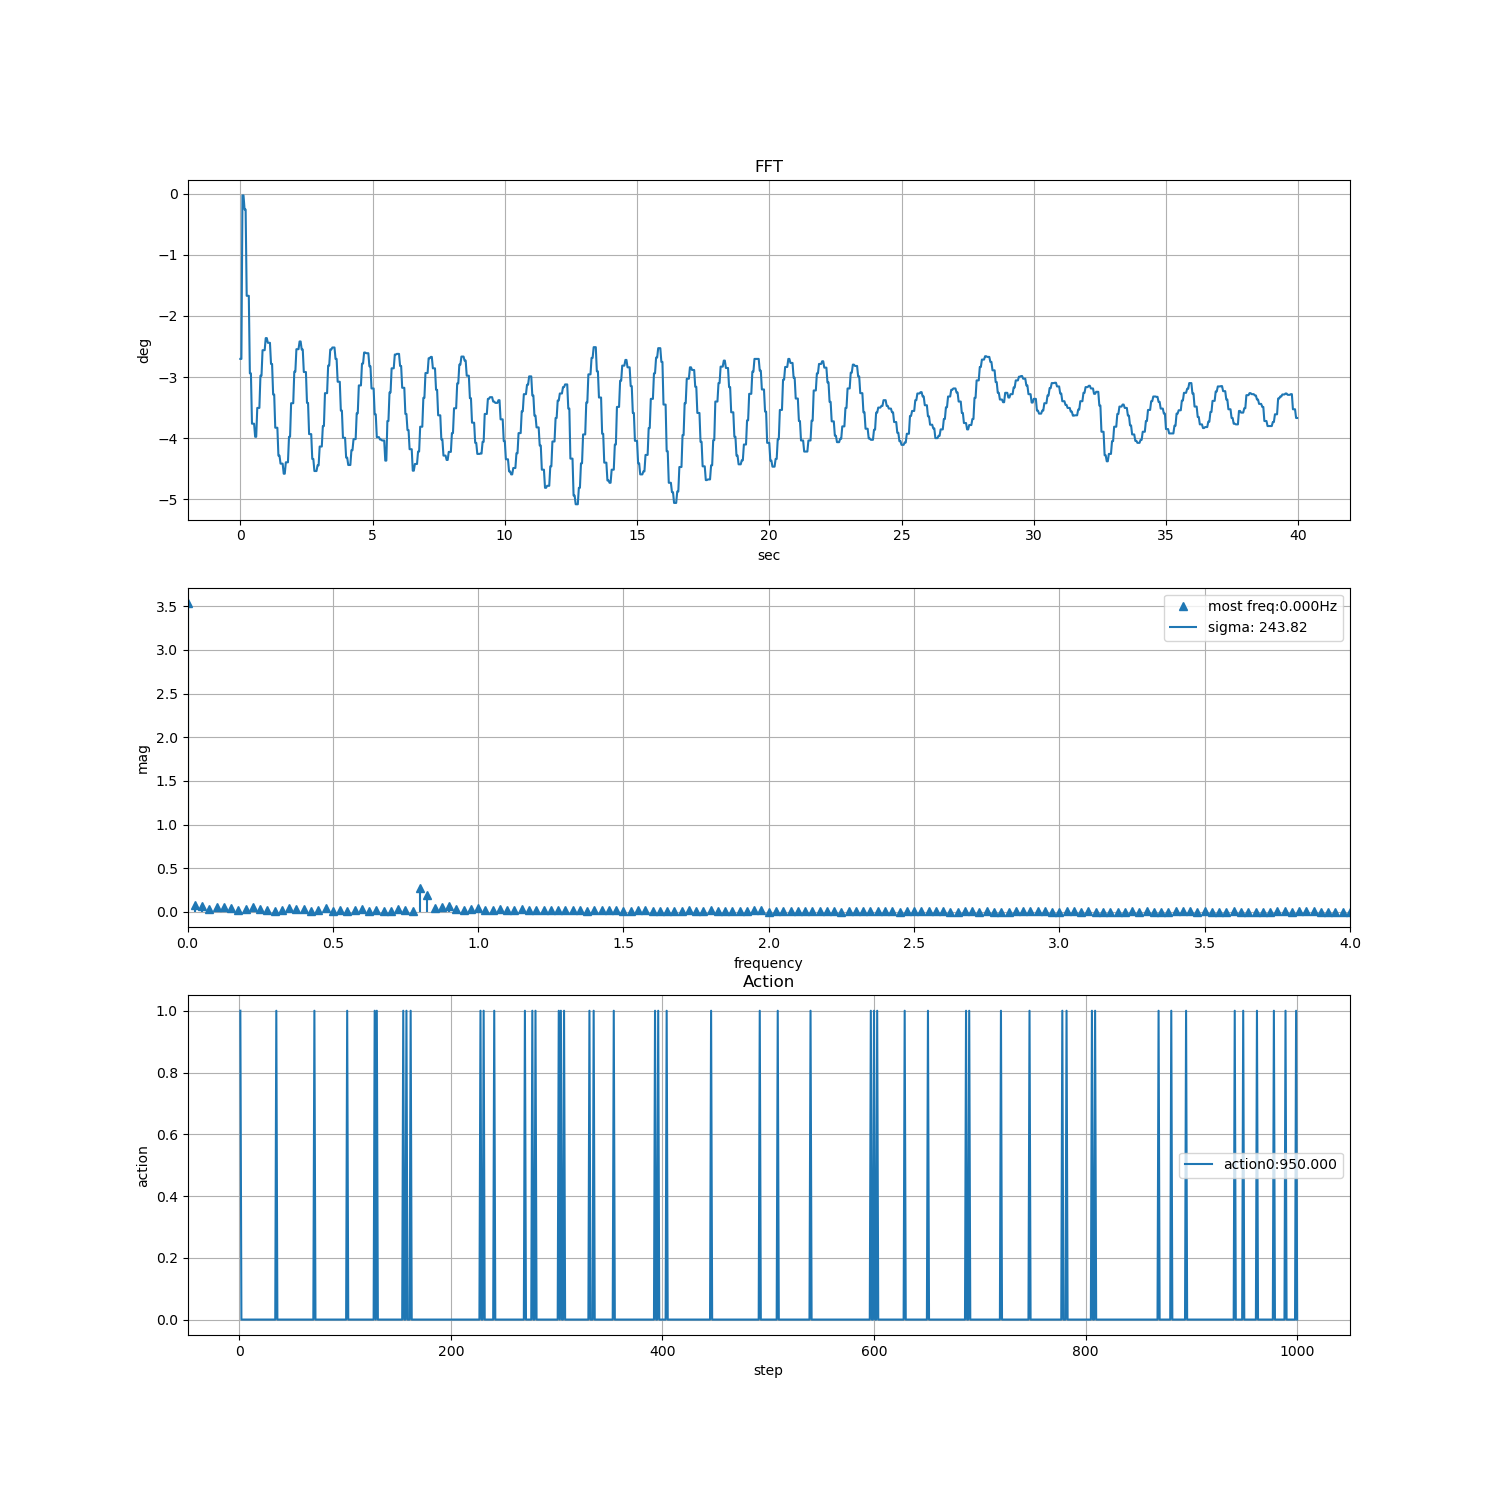 FFT
0
−1
−2
−3
−4
−5
deg
0 5 10 15 20 25 30 35 40
sec
3.5
3.0
2.5
2.0
1.5
1.0
0.5
0.0
mag
most freq:0.000Hz
sigma: 243.82
0.0 0.5 1.0 1.5 2.0 2.5 3.0 3.5 4.0
frequency
Action
1.0
0.8
0.6
0.4
0.2
0.0
action
action0:950.000
0 200 400 600 800 1000
step